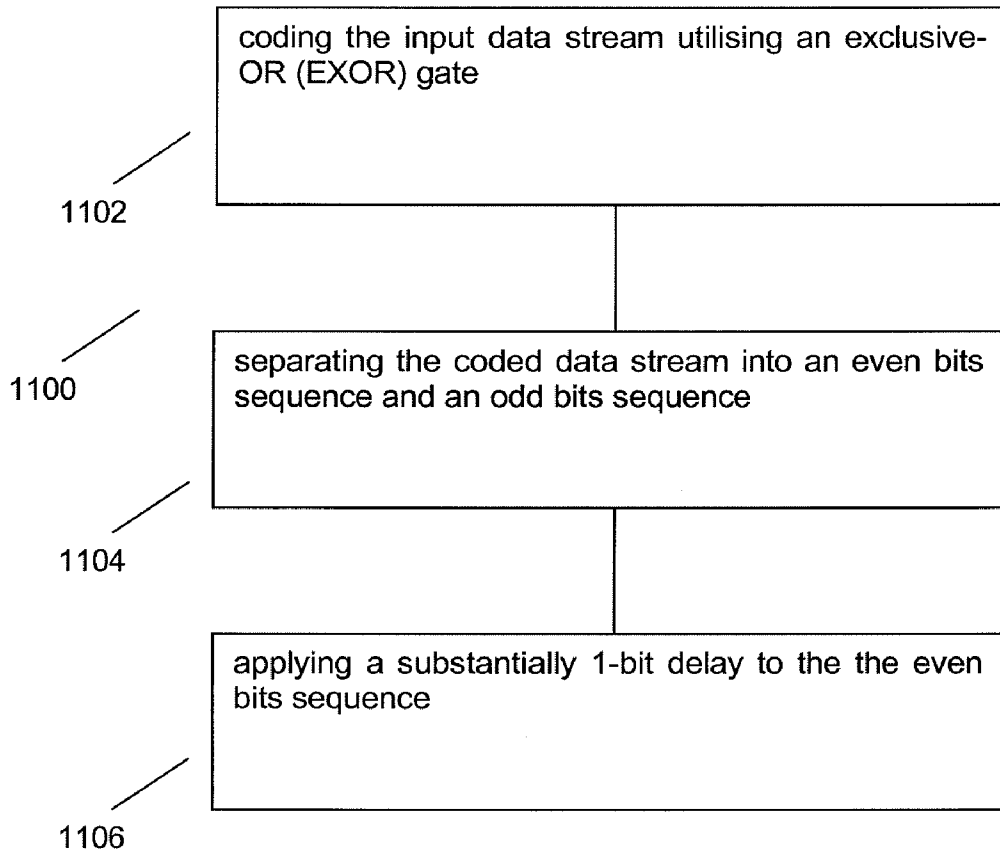 coding the input data stream utilising an exclusive-
OR (EXOR) gate
1102
1100
separating the coded data stream into an even bits
sequence and an odd bits sequence
1104
applying a substantially 1-bit delay to the the even
bits sequence
1106